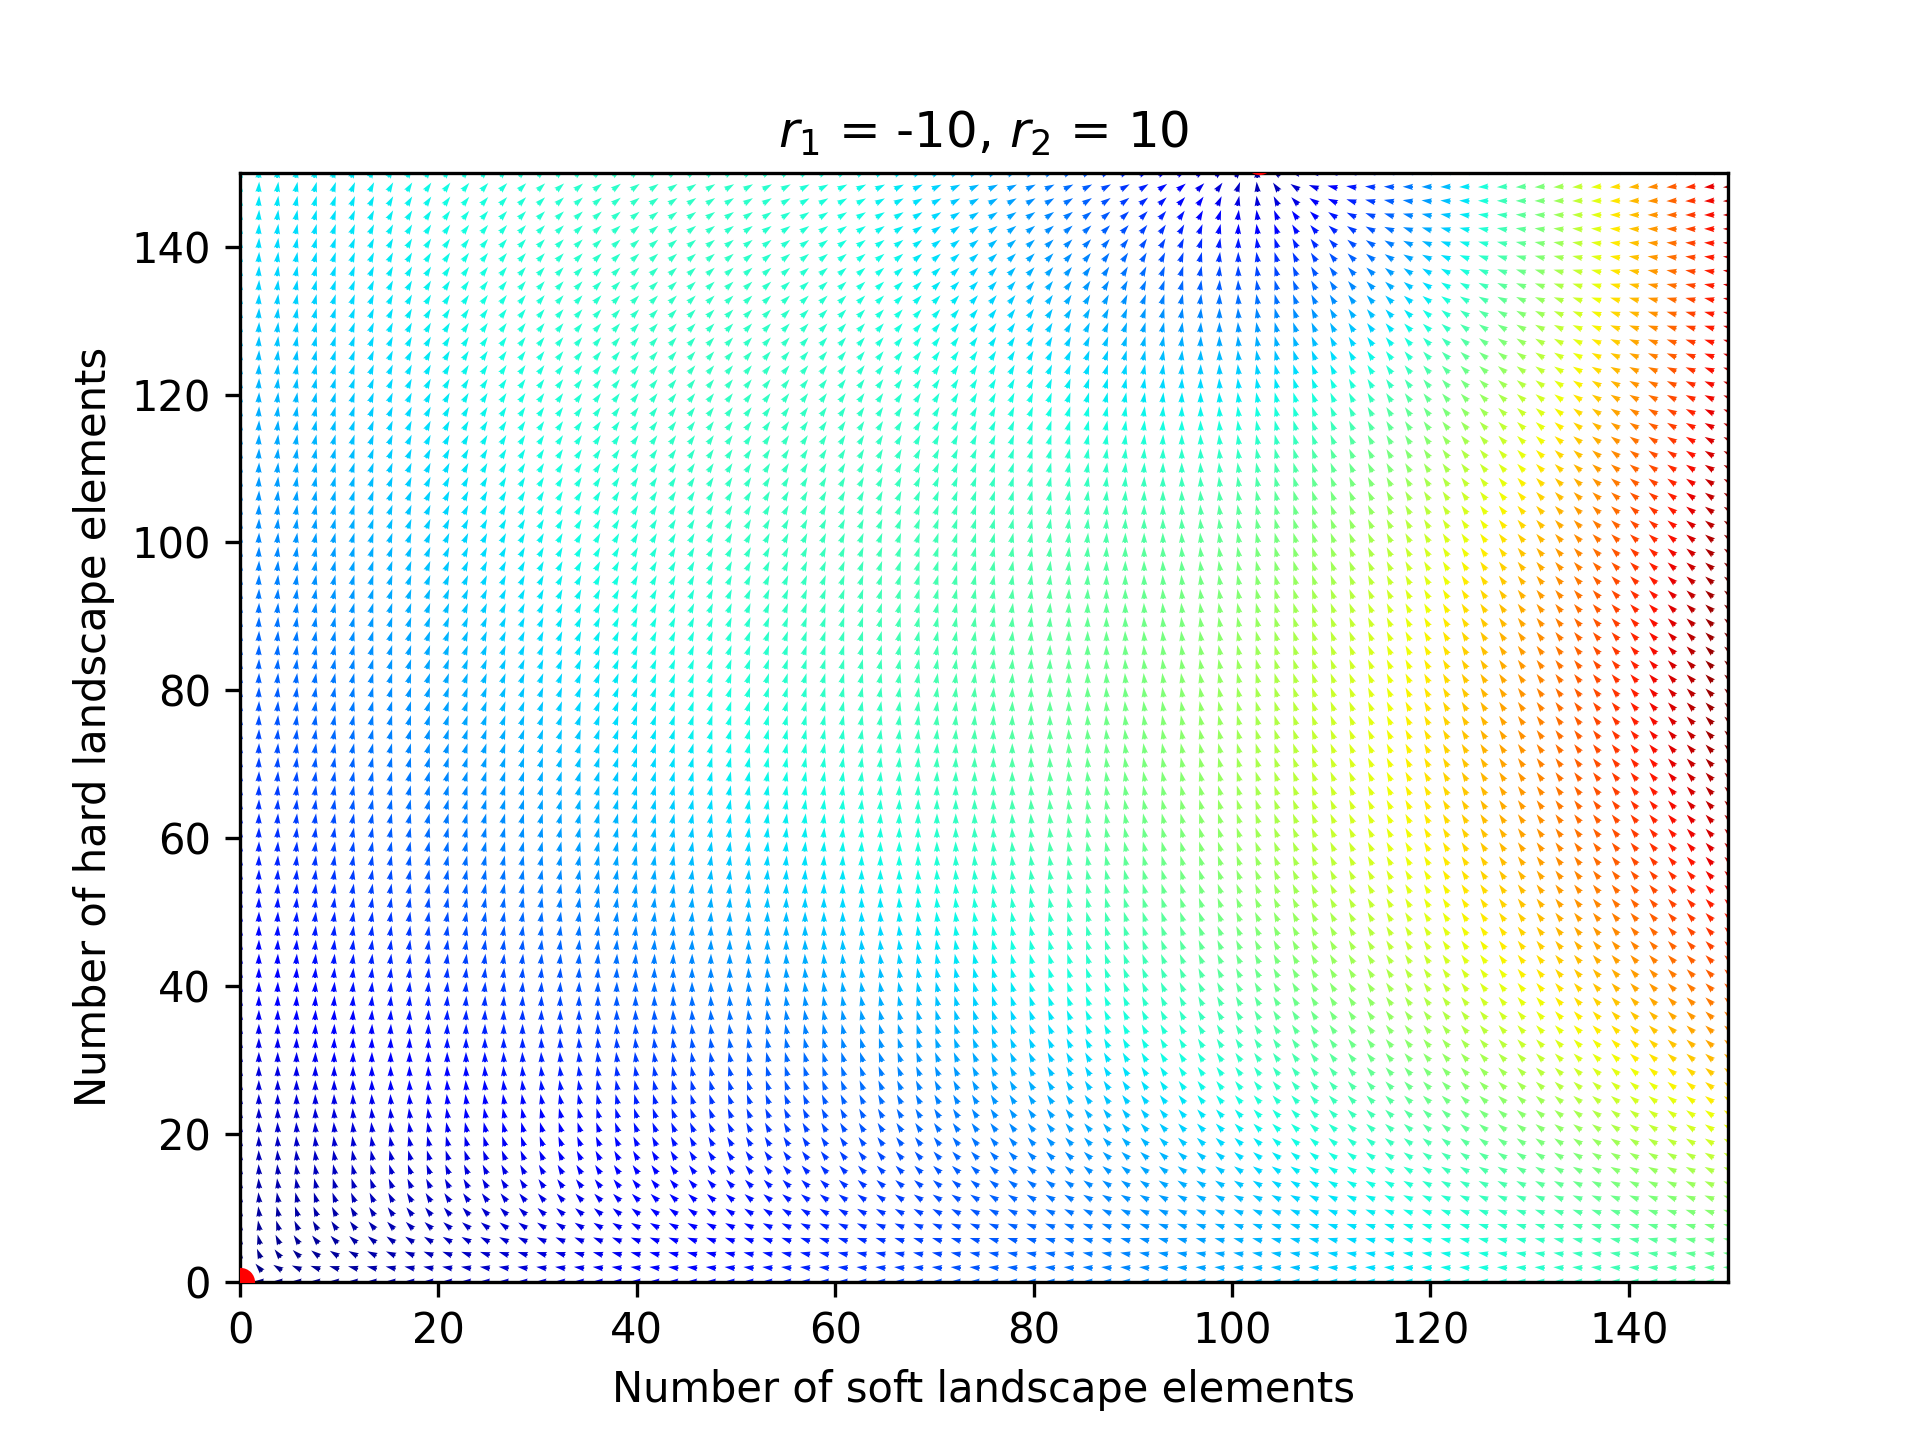 r₁ = -10, r₂ = 10
Number of hard landscape elements
140
120
100
80
60
40
20
0
0 20 40 60 80 100 120 140
Number of soft landscape elements